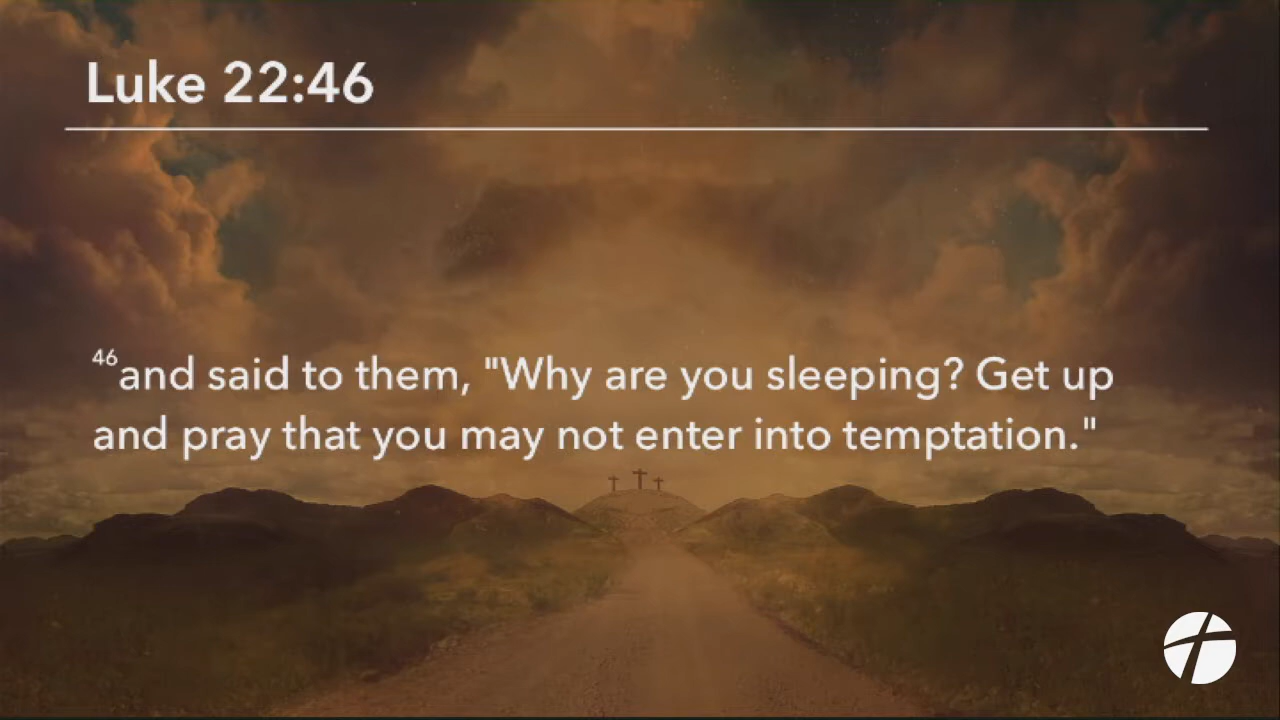 Luke 22:46
46and said to them, "Why are you sleeping? Get up
and pray that you may not enter into temptation."